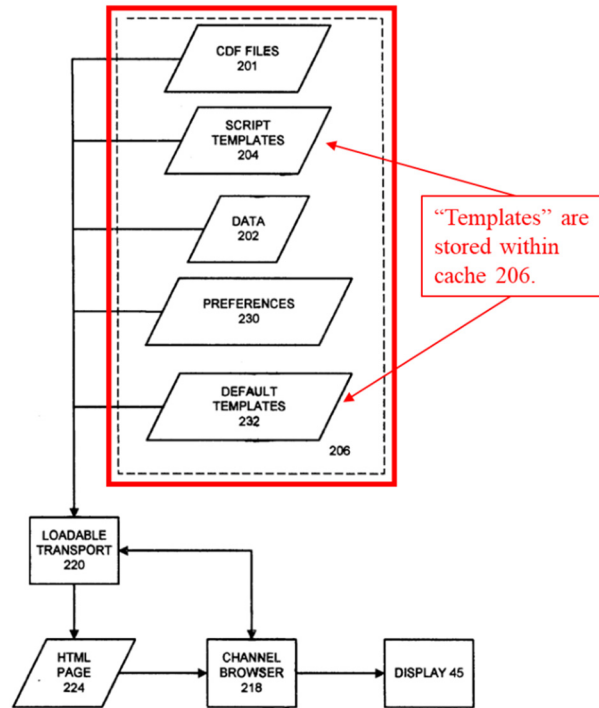 CDF FILES
201
SCRIPT
TEMPLATES
204
“Templates” are
stored within
cache 206.
DATA
202
PREFERENCES
230
DEFAULT
TEMPLATES
232
206
LOADABLE
TRANSPORT
220
HTML
PAGE
224
CHANNEL
BROWSER
218
DISPLAY 45